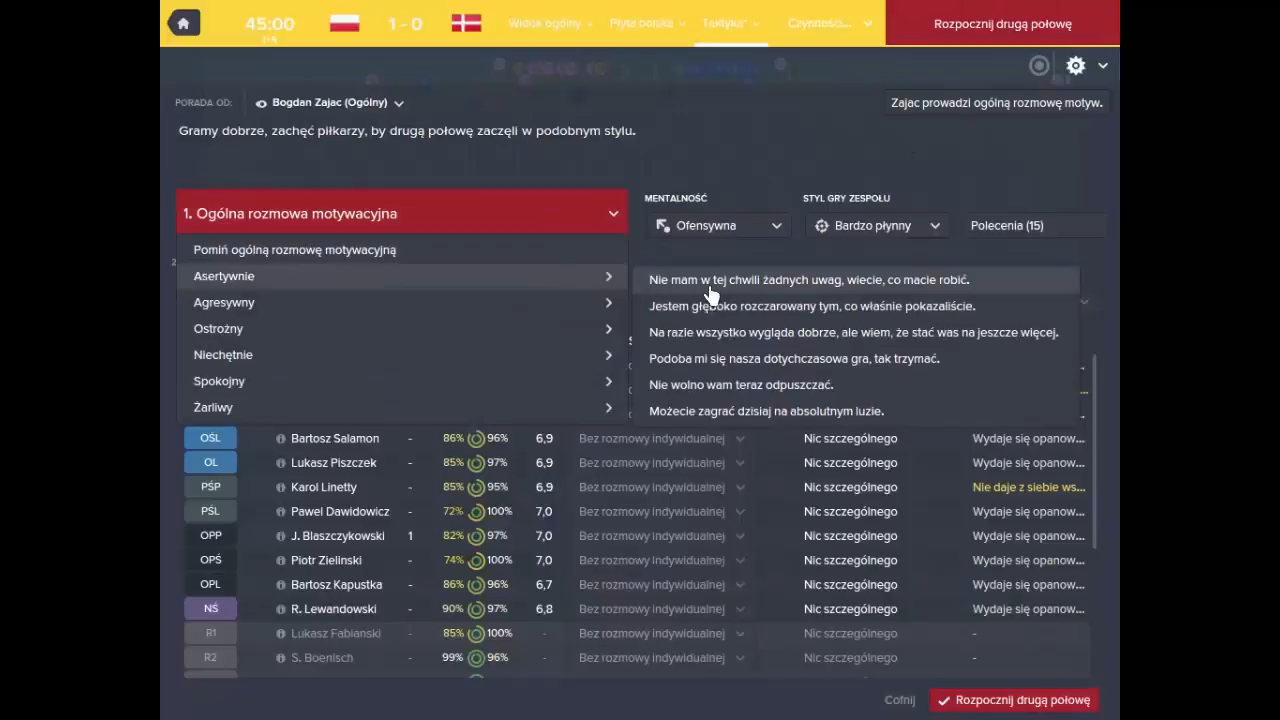 45:00
1 - 0
Widok ogólny
Płyta boiska
Taktyka
Czynności...
Rozpocznij drugą połowę
PORADA OD:
Bogdan Zajac (Ogólny)
Zajac prowadzi ogólną rozmowę motyw.
Gramy dobrze, zachęć piłkarzy, by drugą połowę zaczęli w podobnym stylu.
1. Ogólna rozmowa motywacyjna
MENTALNOŚĆ
STYL GRY ZESPOŁU
Ofensywna
Bardzo płynny
Polecenia (15)
Pomiń ogólną rozmowę motywacyjną
Asertywnie
Agresywny
Ostrożny
Niechętnie
Spokojny
Żarliwy
Nie mam w tej chwili żadnych uwag, wiecie, co macie robić.
Jestem głęboko rozczarowany tym, co właśnie pokazaliście.
Na razie wszystko wygląda dobrze, ale wiem, że stać was na jeszcze więcej.
Podoba mi się nasza dotychczasowa gra, tak trzymać.
Nie wolno wam teraz odpuszczać.
Możecie zagrać dzisiaj na absolutnym luzie.
OŚL Bartosz Salamon - 86% 96% 6,9 Bez rozmowy indywidualnej Nic szczególnego Wydaje się opanow...
OL Lukasz Piszczek - 85% 97% 6,9 Bez rozmowy indywidualnej Nic szczególnego Wydaje się opanow...
PŚP Karol Linetty - 85% 95% 6,9 Bez rozmowy indywidualnej Nic szczególnego Nie daje z siebie ws...
PŚL Pawel Dawidowicz - 72% 100% 7,0 Bez rozmowy indywidualnej Nic szczególnego Wydaje się opanow...
OPP J. Blaszczykowski 1 82% 97% 7,0 Bez rozmowy indywidualnej Nic szczególnego Wydaje się opanow...
OPŚ Piotr Zielinski - 74% 100% 7,0 Bez rozmowy indywidualnej Nic szczególnego Wydaje się opanow...
OPL Bartosz Kapustka - 86% 96% 6,7 Bez rozmowy indywidualnej Nic szczególnego Wydaje się opanow...
NŚ R. Lewandowski - 90% 97% 6,8 Bez rozmowy indywidualnej Nic szczególnego Wydaje się opanow...
R1 Lukasz Fabianski - 85% 100% - Bez rozmowy indywidualnej Nic szczególnego -
R2 S. Boenisch - 99% 96% - Bez rozmowy indywidualnej Nic szczególnego -
Cofnij
Rozpocznij drugą połowę